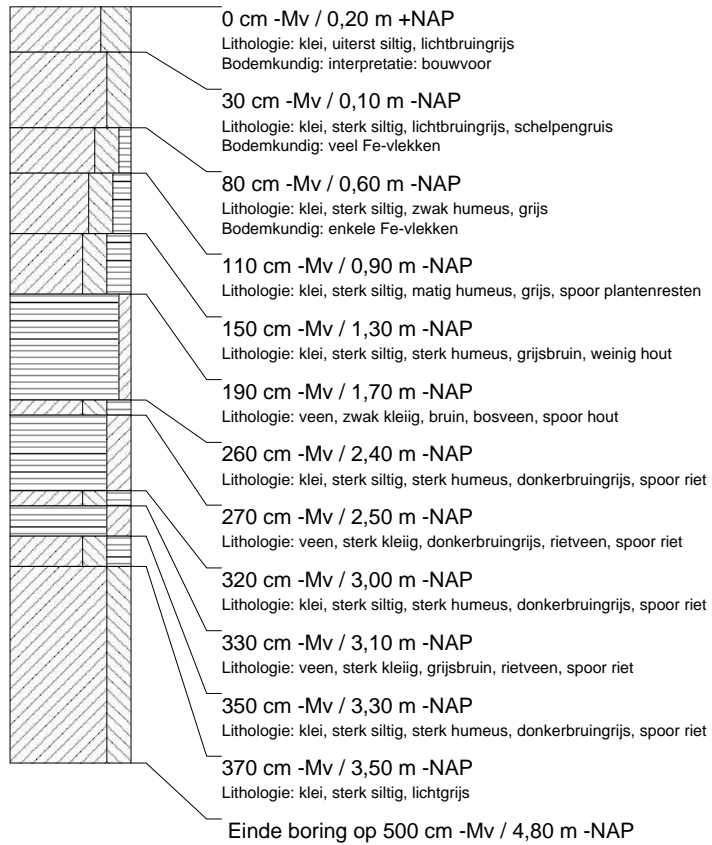 0 cm -Mv / 0,20 m +NAP
Lithologie: klei, uiterst siltig, lichtbruingrijs
Bodemkundig: interpretatie: bouwvoor
30 cm -Mv / 0,10 m -NAP
Lithologie: klei, sterk siltig, lichtbruingrijs, schelpengruis
Bodemkundig: veel Fe-vlekken
80 cm -Mv / 0,60 m -NAP
Lithologie: klei, sterk siltig, zwak humeus, grijs
Bodemkundig: enkele Fe-vlekken
110 cm -Mv / 0,90 m -NAP
Lithologie: klei, sterk siltig, matig humeus, grijs, spoor plantenresten
150 cm -Mv / 1,30 m -NAP
Lithologie: klei, sterk siltig, sterk humeus, grijsbruin, weinig hout
190 cm -Mv / 1,70 m -NAP
Lithologie: veen, zwak kleiig, bruin, bosveen, spoor hout
260 cm -Mv / 2,40 m -NAP
Lithologie: klei, sterk siltig, sterk humeus, donkerbruingrijs, spoor riet
270 cm -Mv / 2,50 m -NAP
Lithologie: veen, sterk kleiig, donkerbruingrijs, rietveen, spoor riet
320 cm -Mv / 3,00 m -NAP
Lithologie: klei, sterk siltig, sterk humeus, donkerbruingrijs, spoor riet
330 cm -Mv / 3,10 m -NAP
Lithologie: veen, sterk kleiig, grijsbruin, rietveen, spoor riet
350 cm -Mv / 3,30 m -NAP
Lithologie: klei, sterk siltig, sterk humeus, donkerbruingrijs, spoor riet
370 cm -Mv / 3,50 m -NAP
Lithologie: klei, sterk siltig, lichtgrijs
Einde boring op 500 cm -Mv / 4,80 m -NAP